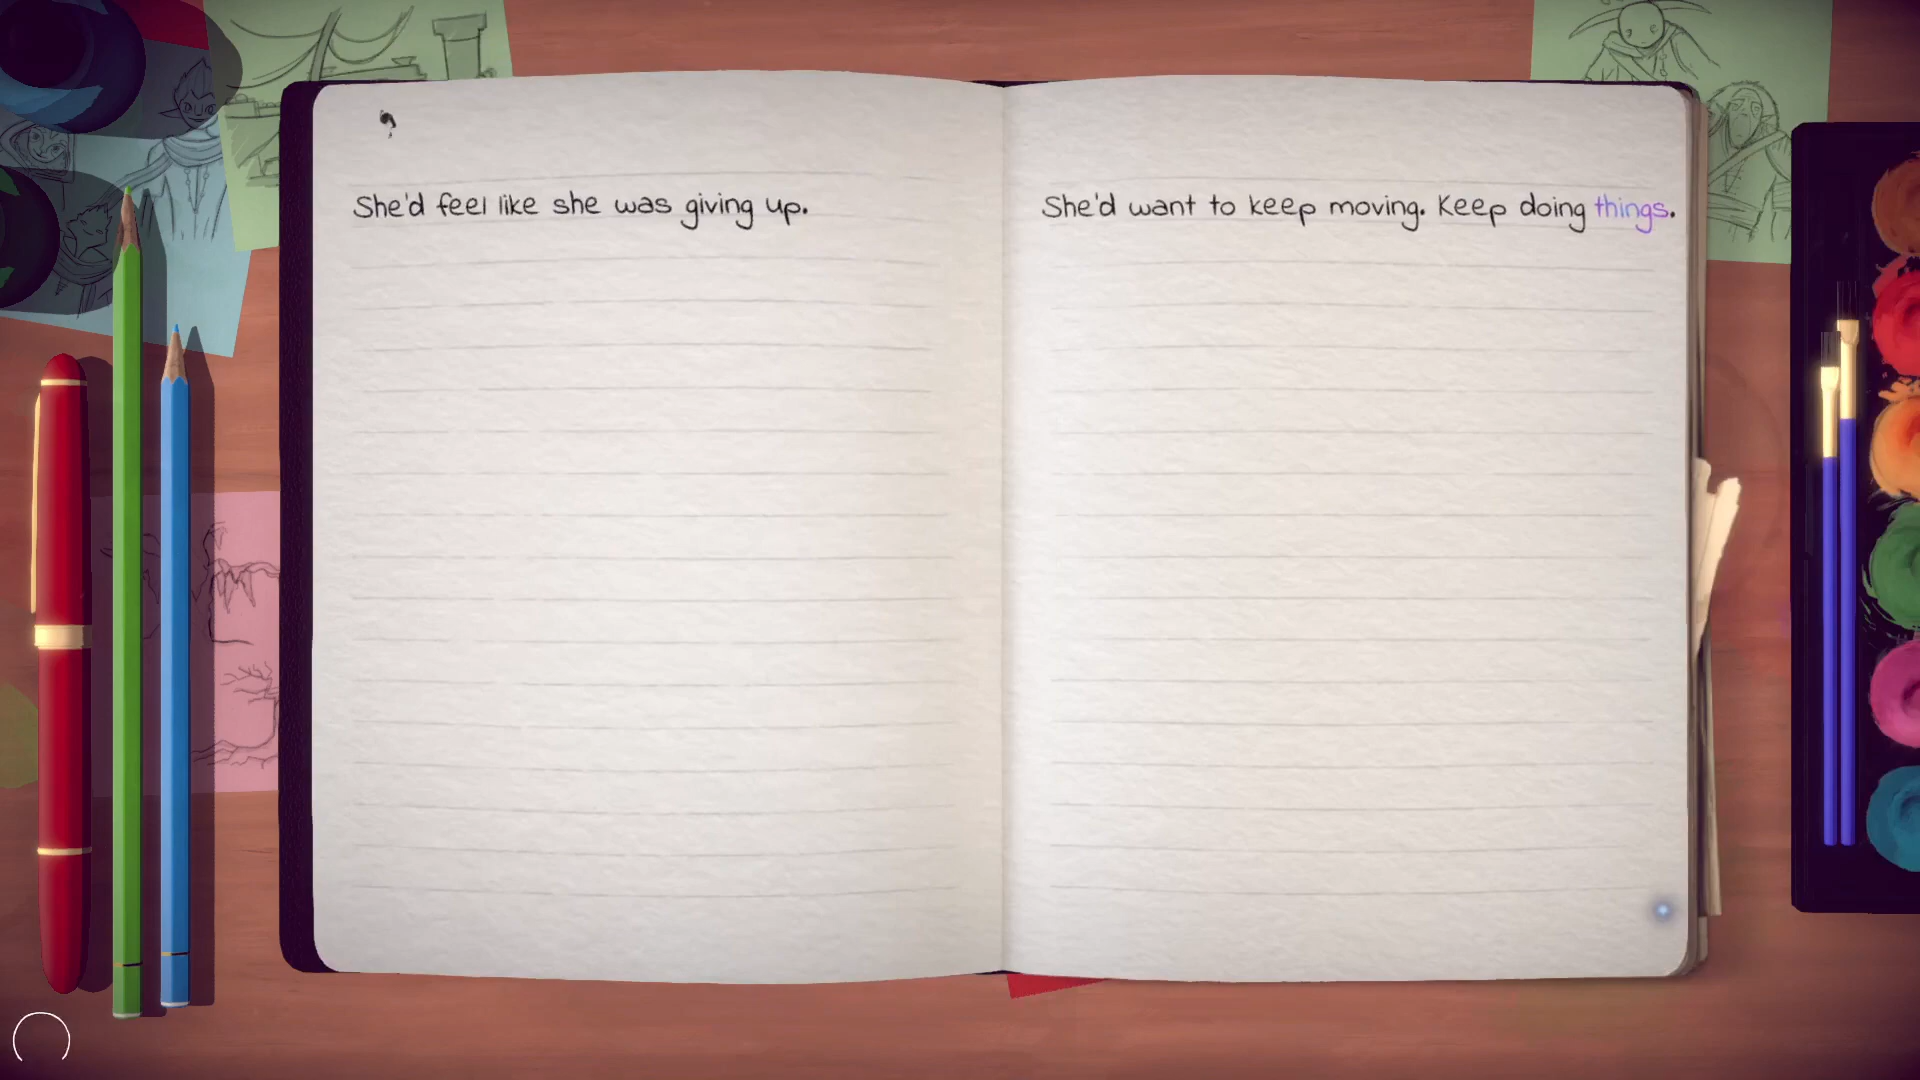 She'd feel like she was giving up.
She'd want to keep moving. Keep doing things.